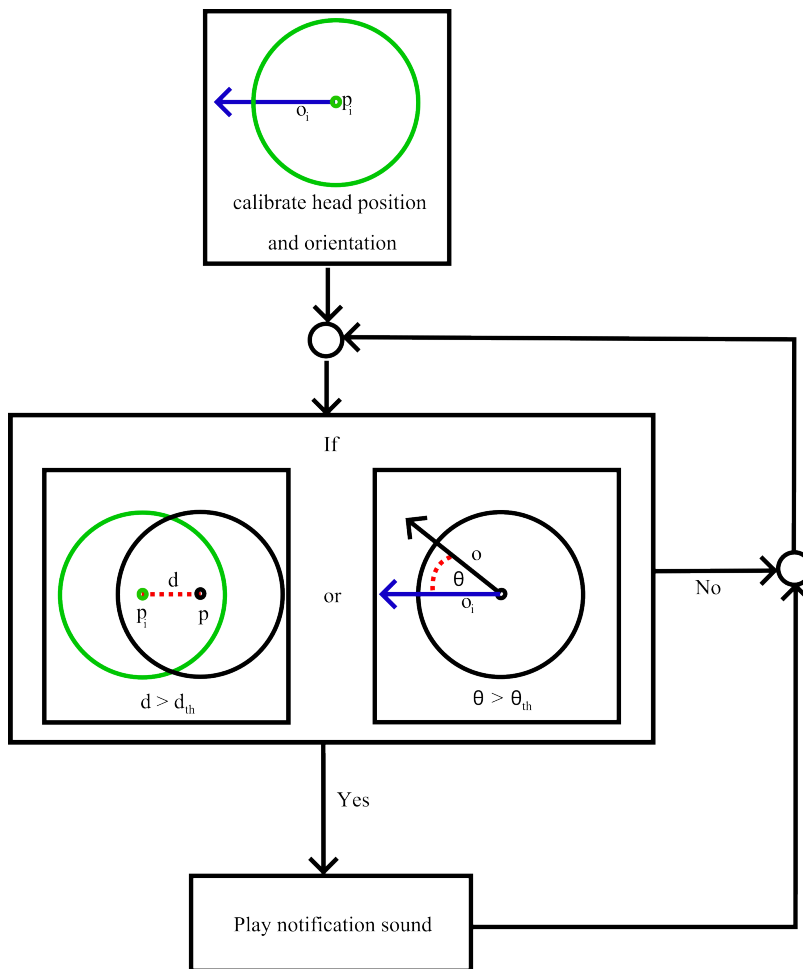 p_i
o_i
calibrate head position
and orientation
If
d
p_i p
d > d_th
or
o
θ
o_i
θ > θ_th
No
Yes
Play notification sound